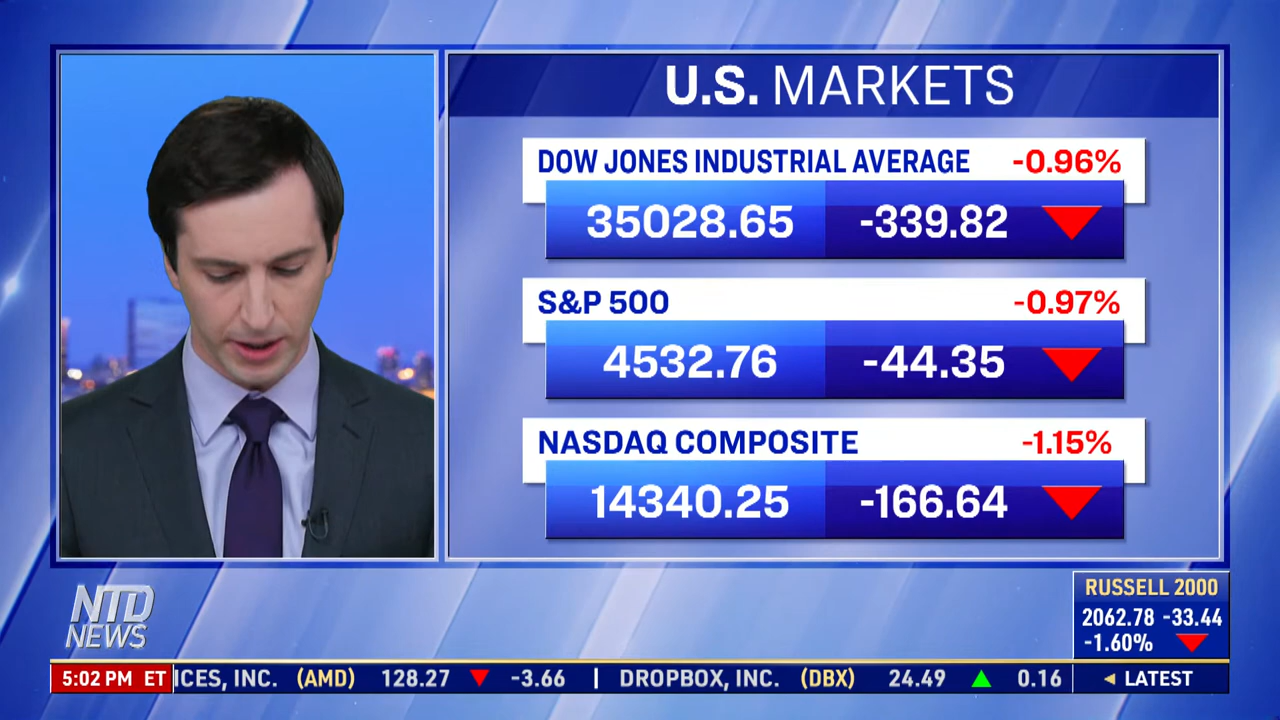 U.S. MARKETS
DOW JONES INDUSTRIAL AVERAGE -0.96%
35028.65 -339.82
S&P 500 -0.97%
4532.76 -44.35
NASDAQ COMPOSITE -1.15%
14340.25 -166.64
NTD
NEWS
RUSSELL 2000
2062.78 -33.44
-1.60%
5:02 PM ET ICES, INC. (AMD) 128.27 -3.66 | DROPBOX, INC. (DBX) 24.49 0.16 LATEST